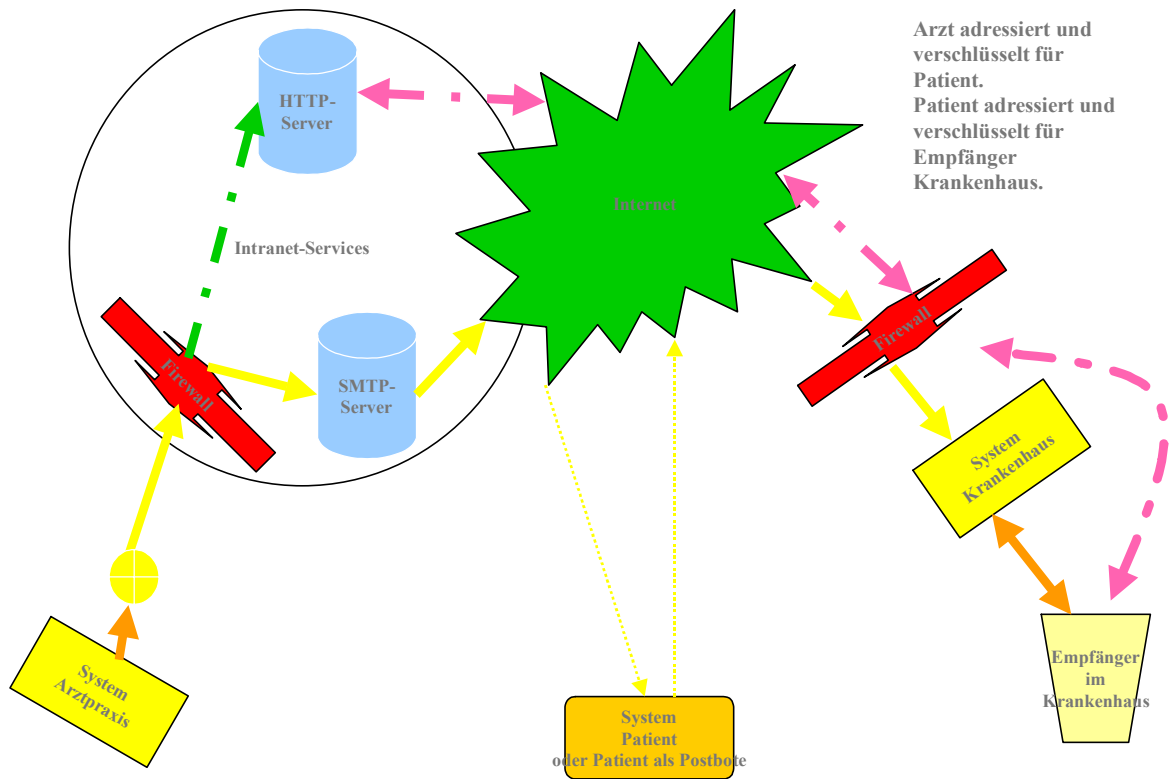 Arzt adressiert und
verschlüsselt für
Patient.
Patient adressiert und
verschlüsselt für
Empfänger
Krankenhaus.
HTTP-
Server
Internet
Intranet-Services
Firewall
Firewall
SMTP-
Server
System
Krankenhaus
System
Arztpraxis
Empfänger
im
Krankenhaus
System
Patient
oder Patient als Postbote